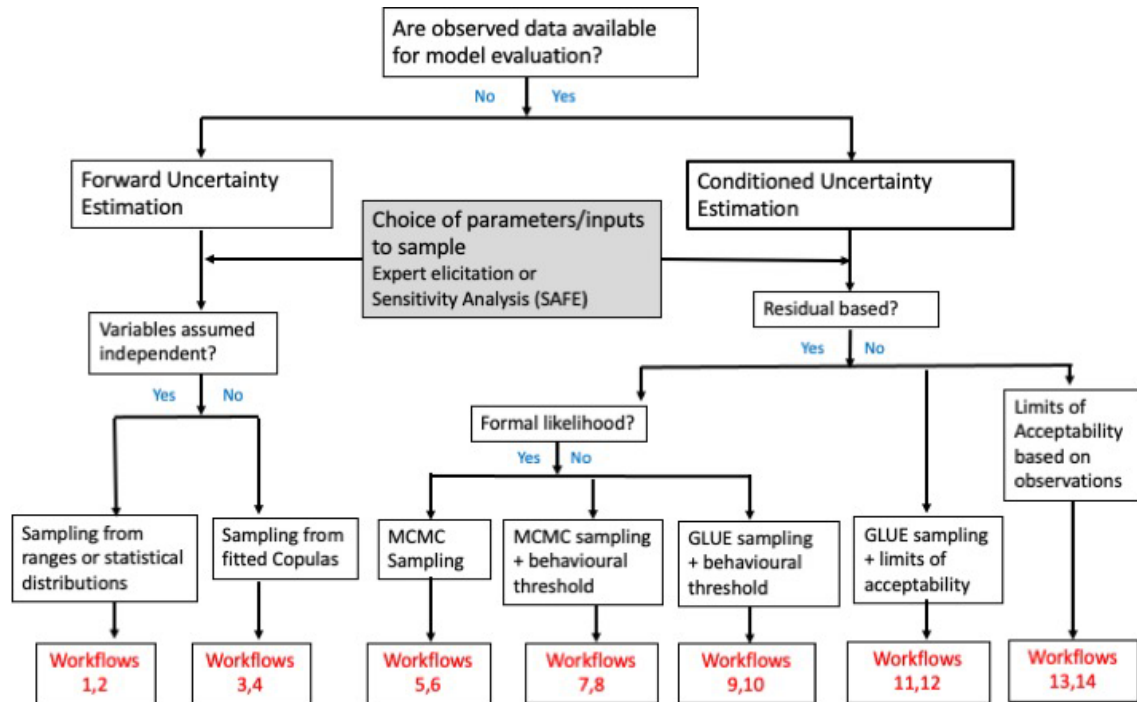 Are observed data available
for model evaluation?
No
Yes
Forward Uncertainty
Estimation
Conditioned Uncertainty
Estimation
Choice of parameters/inputs
to sample
Expert elicitation or
Sensitivity Analysis (SAFE)
Variables assumed
independent?
Residual based?
Yes
No
Yes
No
Formal likelihood?
Limits of
Acceptability
based on
observations
Yes
No
Sampling from
ranges or statistical
distributions
Sampling from
fitted Copulas
MCMC
Sampling
MCMC sampling
+ behavioural
threshold
GLUE sampling
+ behavioural
threshold
GLUE sampling
+ limits of
acceptability
Workflows
1,2
Workflows
3,4
Workflows
5,6
Workflows
7,8
Workflows
9,10
Workflows
11,12
Workflows
13,14